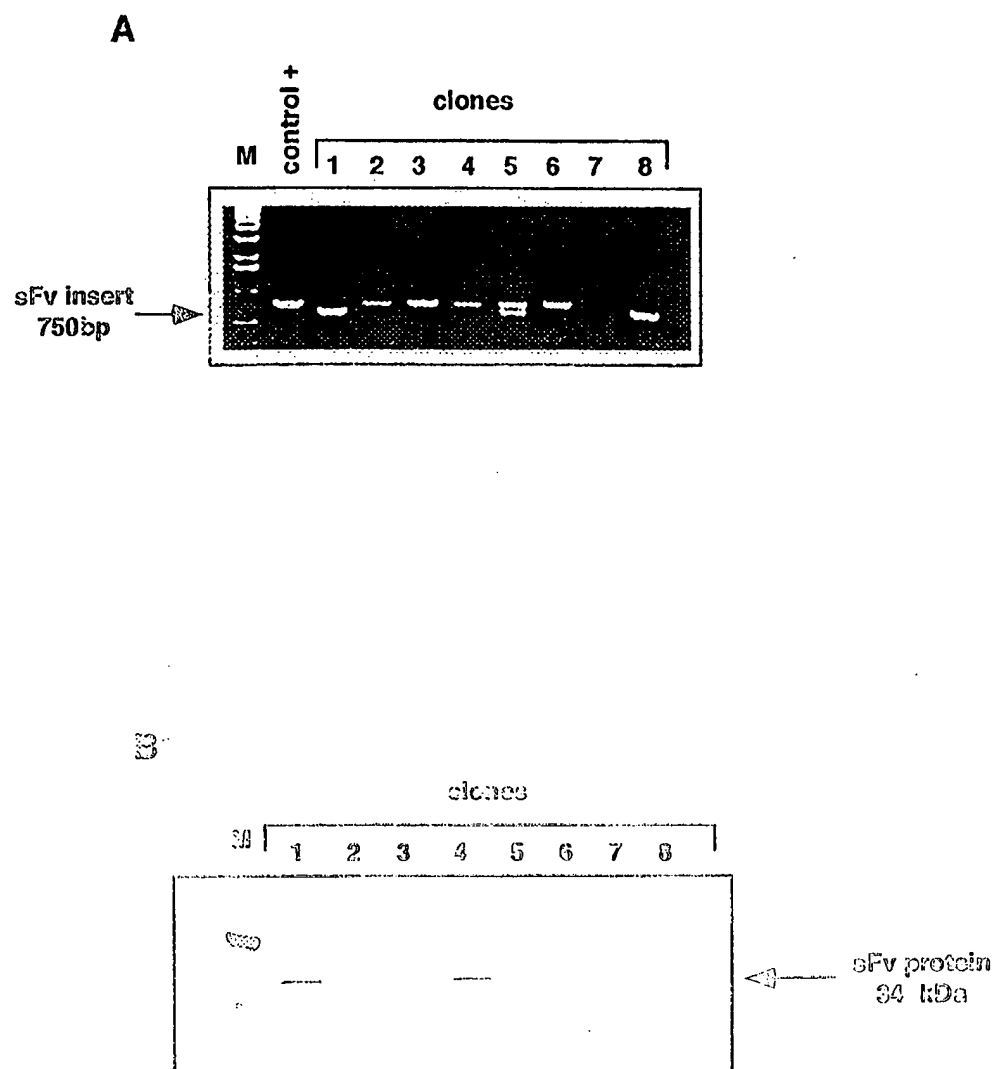 A
control +
clones
M
1 2 3 4 5 6 7 8
sFv insert
750bp
B
clones
M
1 2 3 4 5 6 7 8
sFv protein
34 kDa